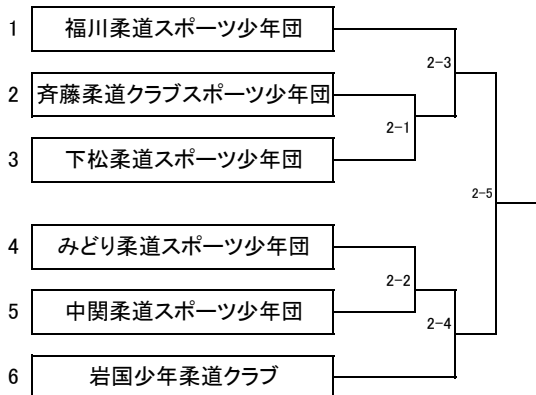 1 福川柔道スポーツ少年団
2-3
2 斉藤柔道クラブスポーツ少年団
2-1
3 下松柔道スポーツ少年団
2-5
4 みどり柔道スポーツ少年団
2-2
5 中関柔道スポーツ少年団
2-4
6 岩国少年柔道クラブ